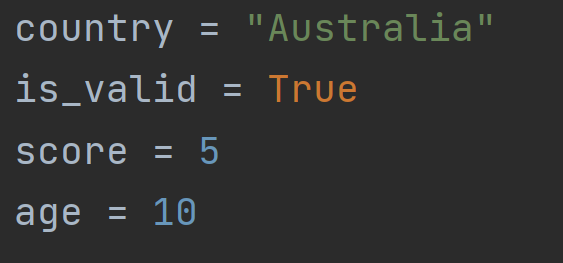 country = "Australia"
is_valid = True
score = 5
age = 10